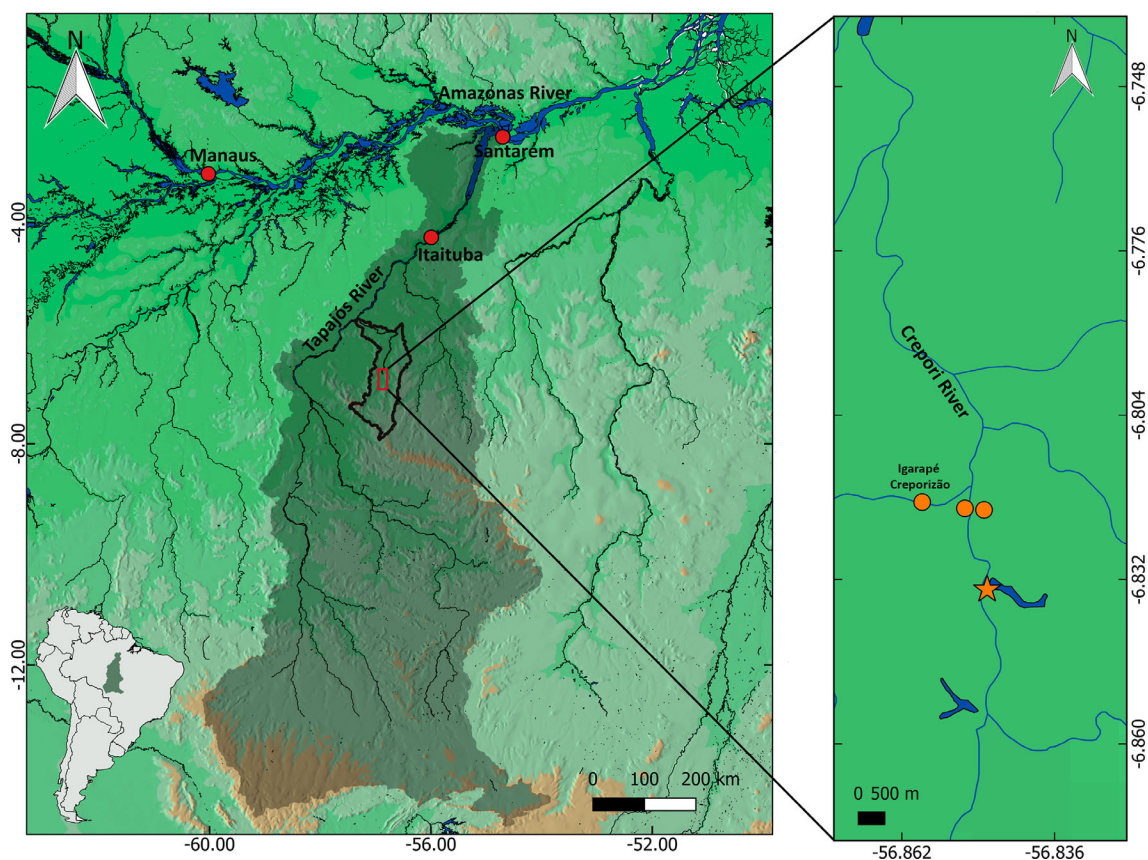 N
Amazonas River
Manaus
Santarém
Itaituba
Tapajós River
-4.00
-8.00
-12.00
0 100 200 km
-60.00
-56.00
-52.00
N
Crepori River
Igarapé
Creporizão
-6.748
-6.776
-6.804
-6.832
-6.860
0 500 m
-56.862
-56.836